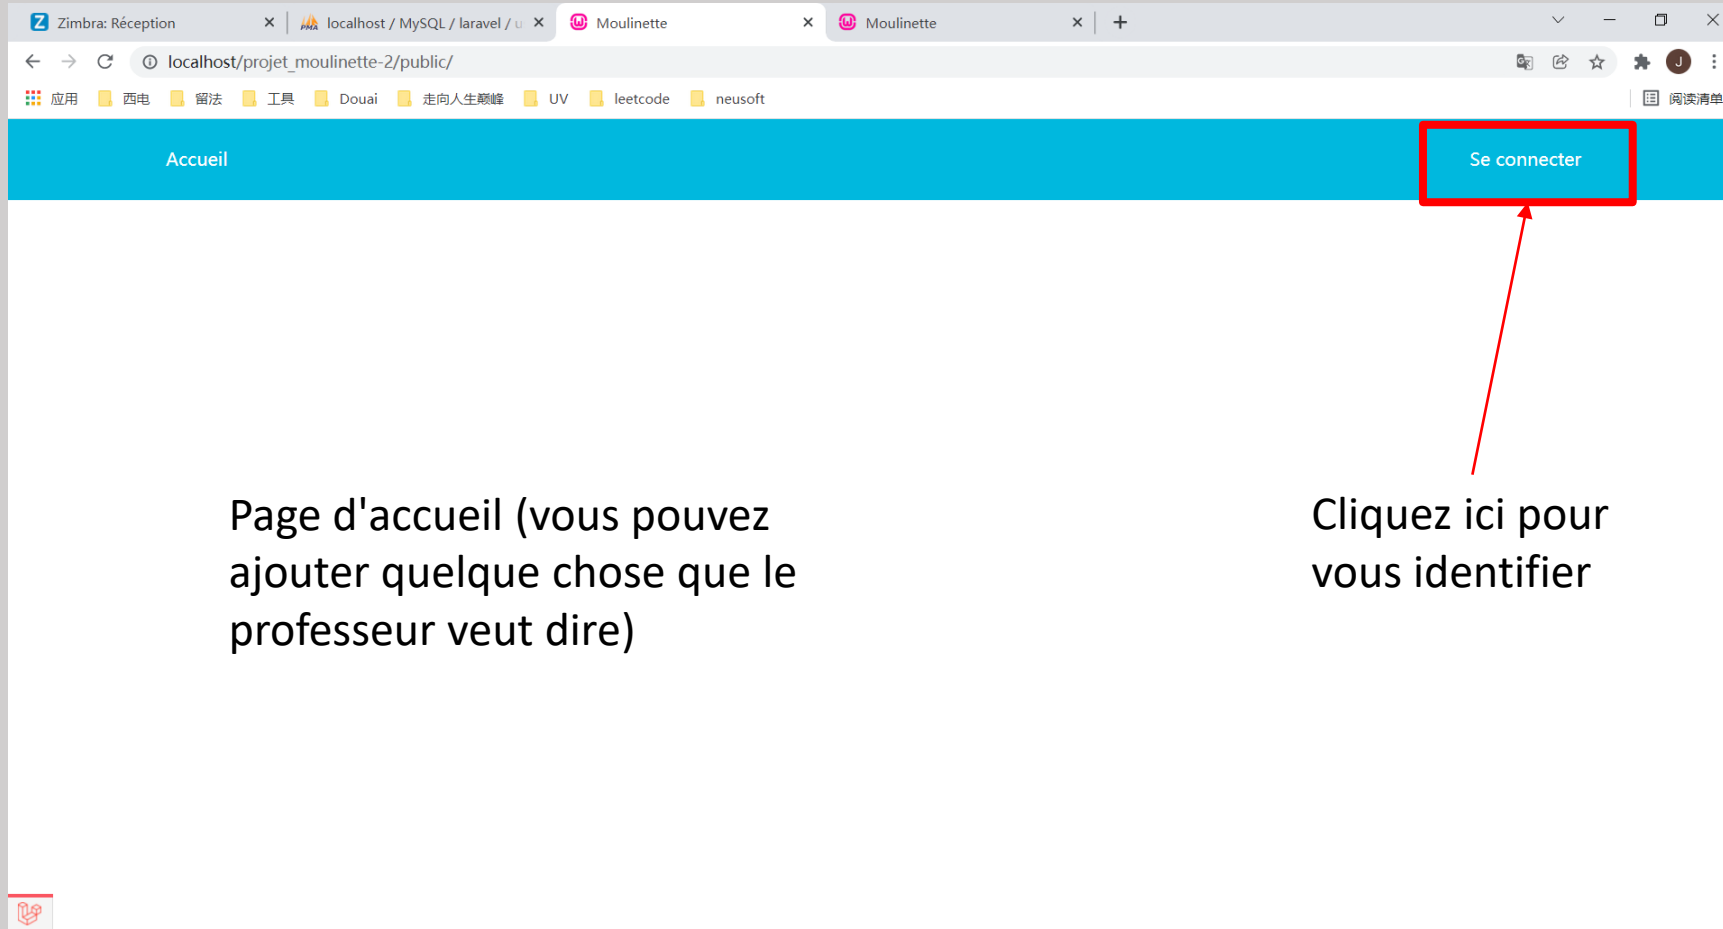 Zimbra: Réception
localhost / MySQL / laravel / u
Moulinette
Moulinette
localhost/projet_moulinette-2/public/
J
应用
西电
留法
工具
Douai
走向人生巅峰
UV
leetcode
neusoft
阅读清单
Accueil
Se connecter
Page d'accueil (vous pouvez
ajouter quelque chose que le
professeur veut dire)
Cliquez ici pour
vous identifier